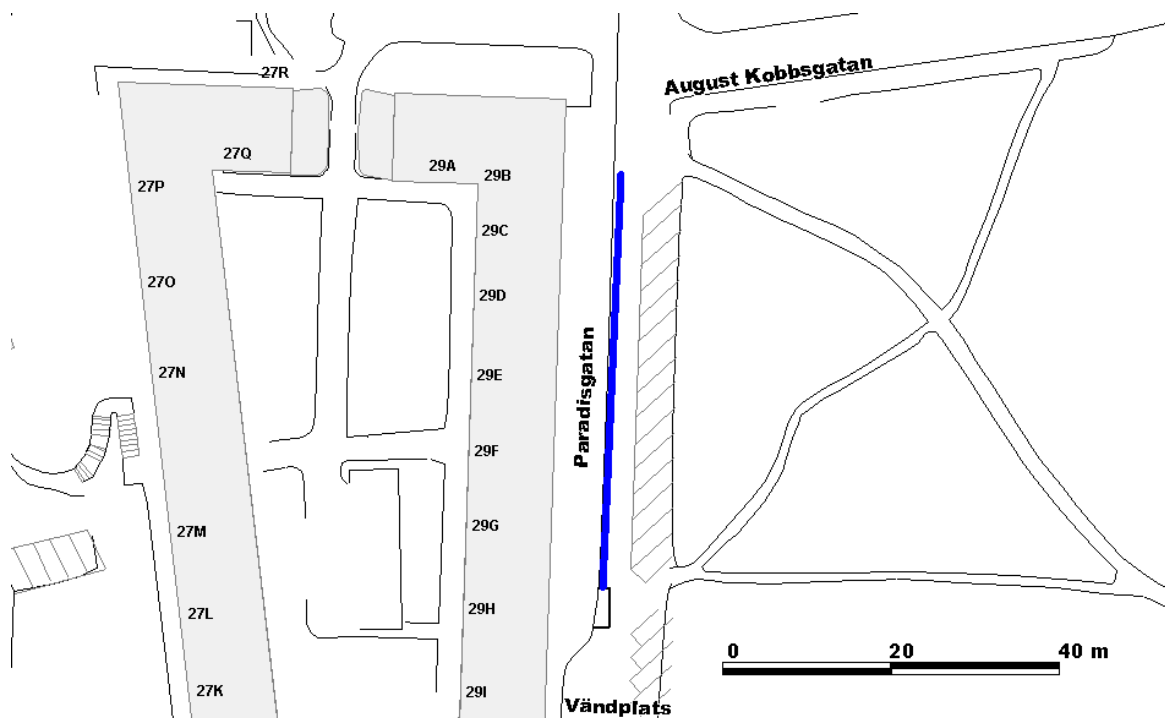 27R
August Kobbsgatan
27Q
29A
29B
27P
29C
27O
29D
Paradisgatan
27N
29E
29F
27M
29G
27L
29H
0 20 40 m
27K
29I
Vändplats